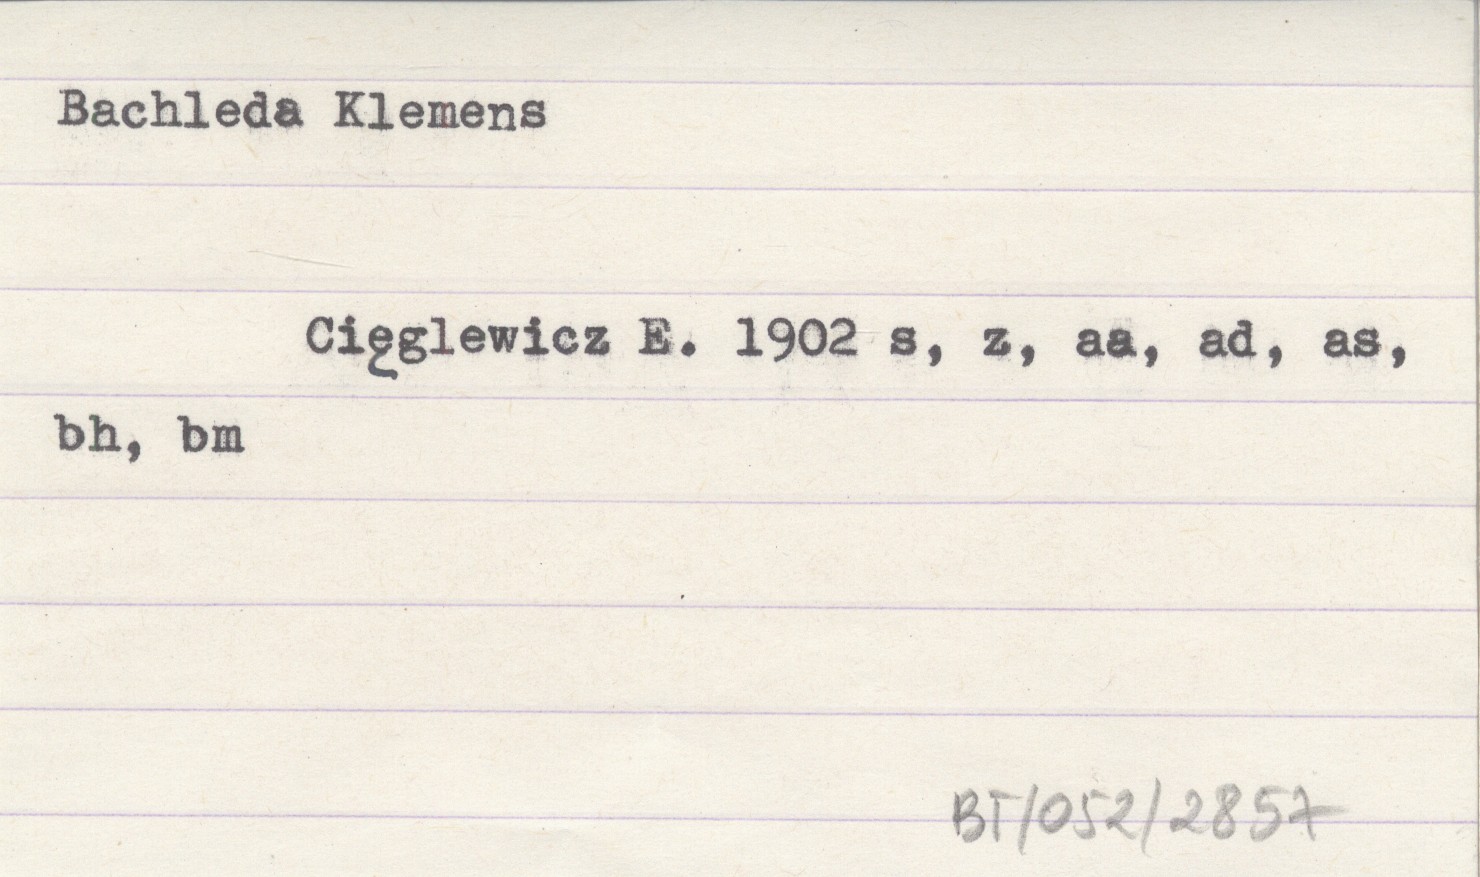 Bachleda Klemens
Cięglewicz E. 1902 s, z, aa, ad, as,
bh, bm
BT/052/2857